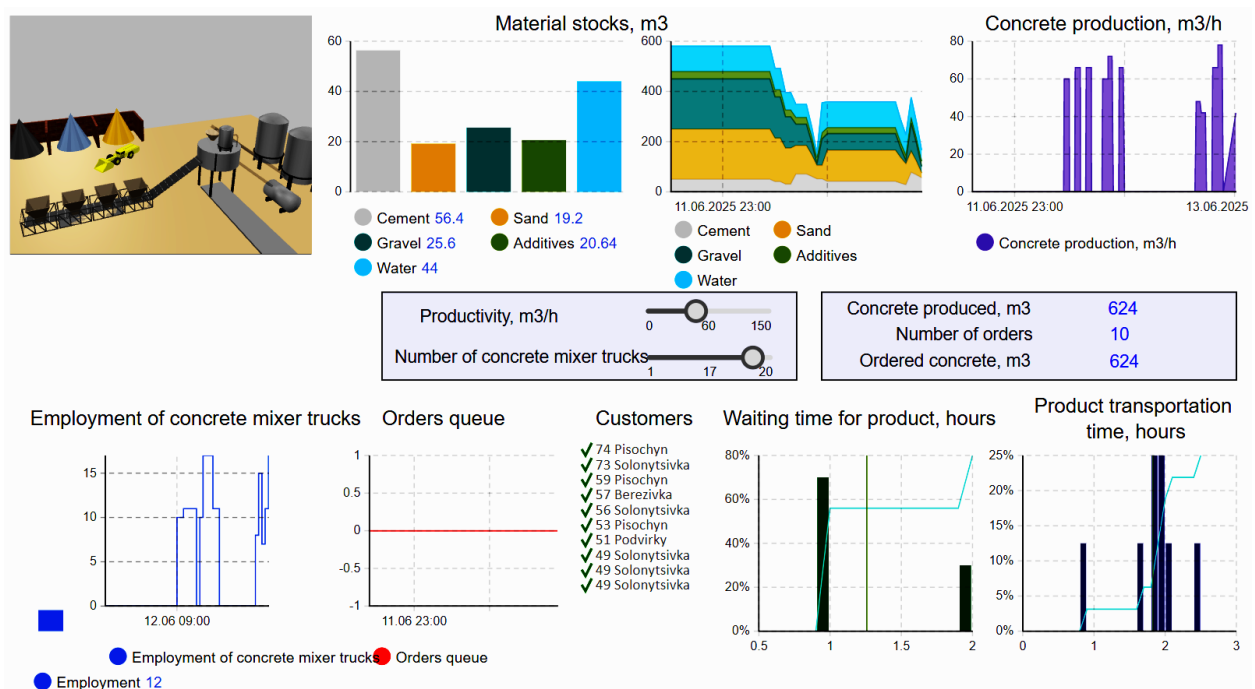 Material stocks, m3
60
40
20
0
Cement 56.4
Sand 19.2
Gravel 25.6
Additives 20.64
Water 44
600
400
200
0
11.06.2025 23:00
Cement
Sand
Gravel
Additives
Water
Concrete production, m3/h
80
60
40
20
0
11.06.2025 23:00
13.06.2025
Concrete production, m3/h
Productivity, m3/h
0
60
150
Number of concrete mixer trucks
1
17
20
Concrete produced, m3 624
Number of orders 10
Ordered concrete, m3 624
Employment of concrete mixer trucks
15
10
5
0
12.06 09:00
Employment of concrete mixer trucks
Employment 12
Orders queue
1
0.5
0
-0.5
-1
11.06 23:00
Orders queue
Customers
74 Pisochyn
73 Solonytsivka
59 Pisochyn
57 Berezivka
56 Solonytsivka
53 Pisochyn
51 Podvirky
49 Solonytsivka
49 Solonytsivka
49 Solonytsivka
Waiting time for product, hours
80%
60%
40%
20%
0%
0.5
1
1.5
2
Product transportation
time, hours
25%
20%
15%
10%
5%
0%
0
1
2
3